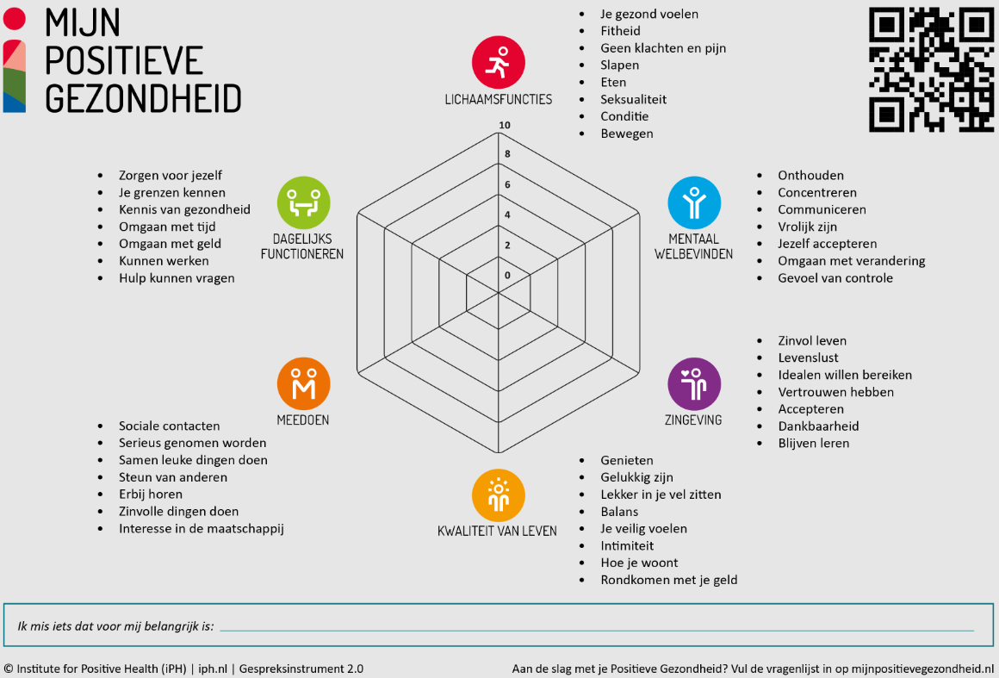 MIJN
POSITIEVE
GEZONDHEID
LICHAAMSFUNCTIES
• Je gezond voelen
• Fitheid
• Geen klachten en pijn
• Slapen
• Eten
• Seksualiteit
• Conditie
• Bewegen
10
8
6
4
2
0
• Zorgen voor jezelf
• Je grenzen kennen
• Kennis van gezondheid
• Omgaan met tijd
• Omgaan met geld
• Kunnen werken
• Hulp kunnen vragen
DAGELIJKS
FUNCTIONEREN
MENTAAL
WELBEVINDEN
• Onthouden
• Concentreren
• Communiceren
• Vrolijk zijn
• Jezelf accepteren
• Omgaan met verandering
• Gevoel van controle
MEEDOEN
• Sociale contacten
• Serieus genomen worden
• Samen leuke dingen doen
• Steun van anderen
• Erbij horen
• Zinvolle dingen doen
• Interesse in de maatschappij
ZINGEVING
• Zinvol leven
• Levenslust
• Idealen willen bereiken
• Vertrouwen hebben
• Accepteren
• Dankbaarheid
• Blijven leren
KWALITEIT VAN LEVEN
• Genieten
• Gelukkig zijn
• Lekker in je vel zitten
• Balans
• Je veilig voelen
• Intimiteit
• Hoe je woont
• Rondkomen met je geld
Ik mis iets dat voor mij belangrijk is:
© Institute for Positive Health (iPH) | iph.nl | Gespreksinstrument 2.0
Aan de slag met je Positieve Gezondheid? Vul de vragenlijst in op mijnpositievegezondheid.nl